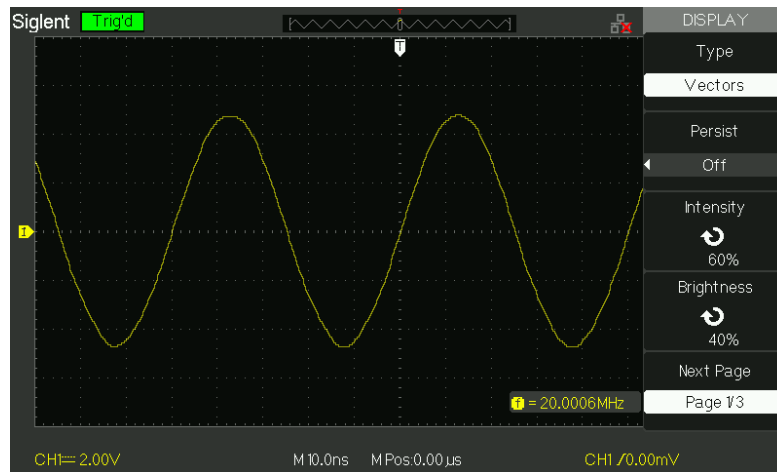 Siglent Trig'd
T
DISPLAY
Type
Vectors
Persist
Off
Intensity
60%
Brightness
40%
Next Page
Page 1/3
f = 20.0006MHz
CH1 2.00V M 10.0ns M Pos:0.00µs CH1 0.00mV